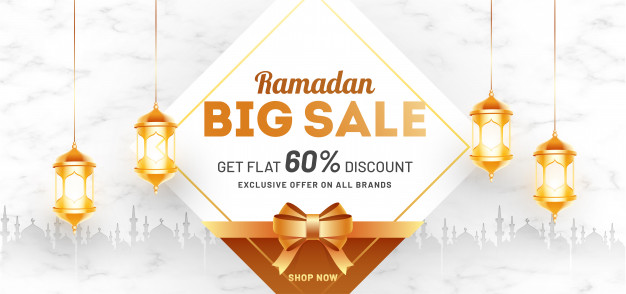 Ramadan
BIG SALE
GET FLAT 60% DISCOUNT
EXCLUSIVE OFFER ON ALL BRANDS
SHOP NOW